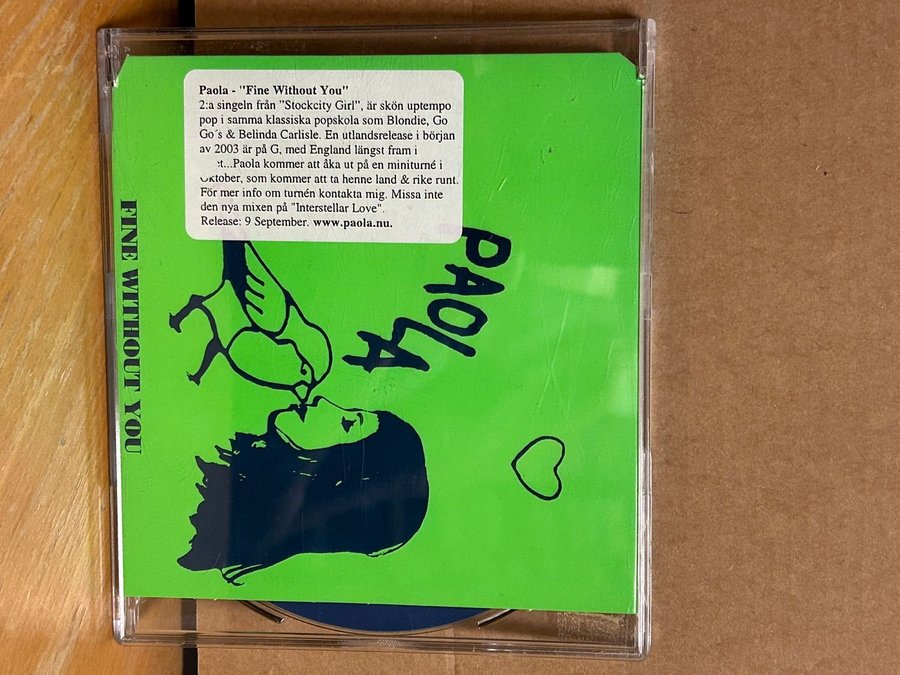 Paola - "Fine Without You"
2:a singeln från "Stockcity Girl", är skön uptempo
pop i samma klassiska popskola som Blondie, Go
Go´s & Belinda Carlisle. En utlandsrelease i början
av 2003 är på G, med England längst fram i
...Paola kommer att åka ut på en miniturné i
Oktober, som kommer att ta henne land & rike runt.
För mer info om turnén kontakta mig. Missa inte
den nya mixen på "Interstellar Love".
Release: 9 September. www.paola.nu.
PAOLA
FINE WITHOUT YOU